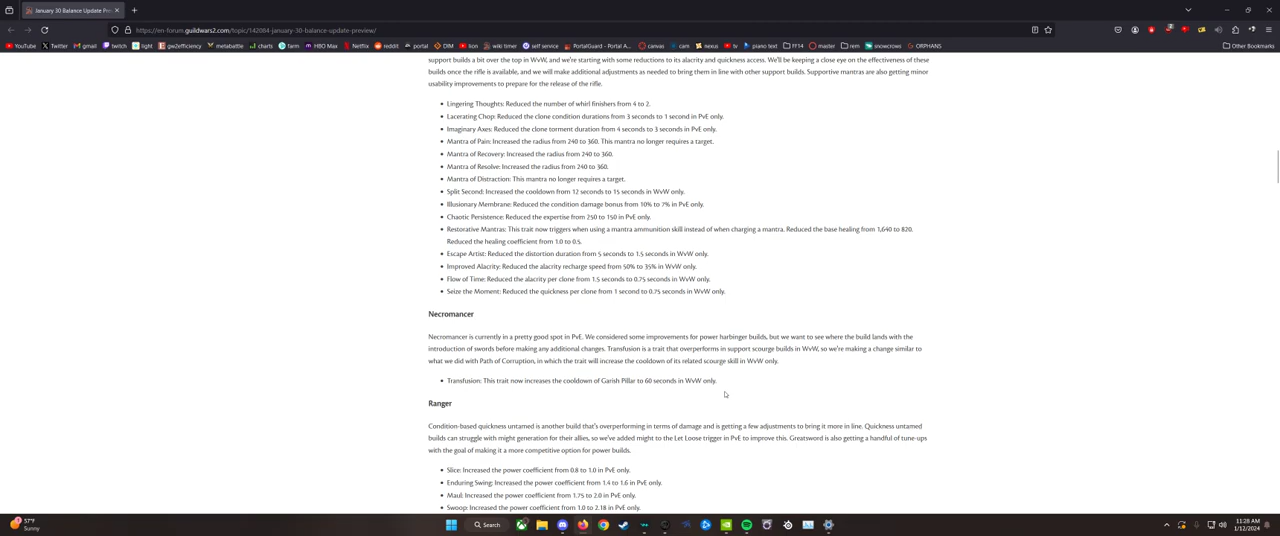 January 30 Balance Update Pre
https://en-forum.guildwars2.com/topic/142084-january-30-balance-update-preview/
YouTube Twitter gmail twitch light gw2efficiency metabattle charts farm HBO Max Netflix reddit portal DIM lion wiki timer self service PortalGuard - Portal A... canvas cam nexus tv piano text FF14 master rem snowcrows ORPHANS Other Bookmarks
support builds a bit over the top in WvW, and we're starting with some reductions to its alacrity and quickness access. We'll be keeping a close eye on the effectiveness of these
builds once the rifle is available, and we will make additional adjustments as needed to bring them in line with other support builds. Supportive mantras are also getting minor
usability improvements to prepare for the release of the rifle.
• Lingering Thoughts: Reduced the number of whirl finishers from 4 to 2.
• Lacerating Chop: Reduced the clone condition durations from 3 seconds to 1 second in PvE only.
• Imaginary Axes: Reduced the clone torment duration from 4 seconds to 3 seconds in PvE only.
• Mantra of Pain: Increased the radius from 240 to 360. This mantra no longer requires a target.
• Mantra of Recovery: Increased the radius from 240 to 360.
• Mantra of Resolve: Increased the radius from 240 to 360.
• Mantra of Distraction: This mantra no longer requires a target.
• Split Second: Increased the cooldown from 12 seconds to 15 seconds in WvW only.
• Illusionary Membrane: Reduced the condition damage bonus from 10% to 7% in PvE only.
• Chaotic Persistence: Reduced the expertise from 250 to 150 in PvE only.
• Restorative Mantras: This trait now triggers when using a mantra ammunition skill instead of when charging a mantra. Reduced the base healing from 1,640 to 820.
Reduced the healing coefficient from 1.0 to 0.5.
• Escape Artist: Reduced the distortion duration from 5 seconds to 1.5 seconds in WvW only.
• Improved Alacrity: Reduced the alacrity recharge speed from 50% to 35% in WvW only.
• Flow of Time: Reduced the alacrity per clone from 1.5 seconds to 0.75 seconds in WvW only.
• Seize the Moment: Reduced the quickness per clone from 1 second to 0.75 seconds in WvW only.
Necromancer
Necromancer is currently in a pretty good spot in PvE. We considered some improvements for power harbinger builds, but we want to see where the build lands with the
introduction of swords before making any additional changes. Transfusion is a trait that overperforms in support scourge builds in WvW, so we're making a change similar to
what we did with Path of Corruption, in which the trait will increase the cooldown of its related scourge skill in WvW only.
• Transfusion: This trait now increases the cooldown of Garish Pillar to 60 seconds in WvW only.
Ranger
Condition-based quickness untamed is another build that's overperforming in terms of damage and is getting a few adjustments to bring it more in line. Quickness untamed
builds can struggle with might generation for their allies, so we've added might to the Let Loose trigger in PvE to improve this. Greatsword is also getting a handful of tune-ups
with the goal of making it a more competitive option for power builds.
• Slice: Increased the power coefficient from 0.8 to 1.0 in PvE only.
• Enduring Swing: Increased the power coefficient from 1.4 to 1.6 in PvE only.
• Maul: Increased the power coefficient from 1.75 to 2.0 in PvE only.
• Swoop: Increased the power coefficient from 1.0 to 2.18 in PvE only.
57°F
Sunny
Search
11:28 AM
1/12/2024